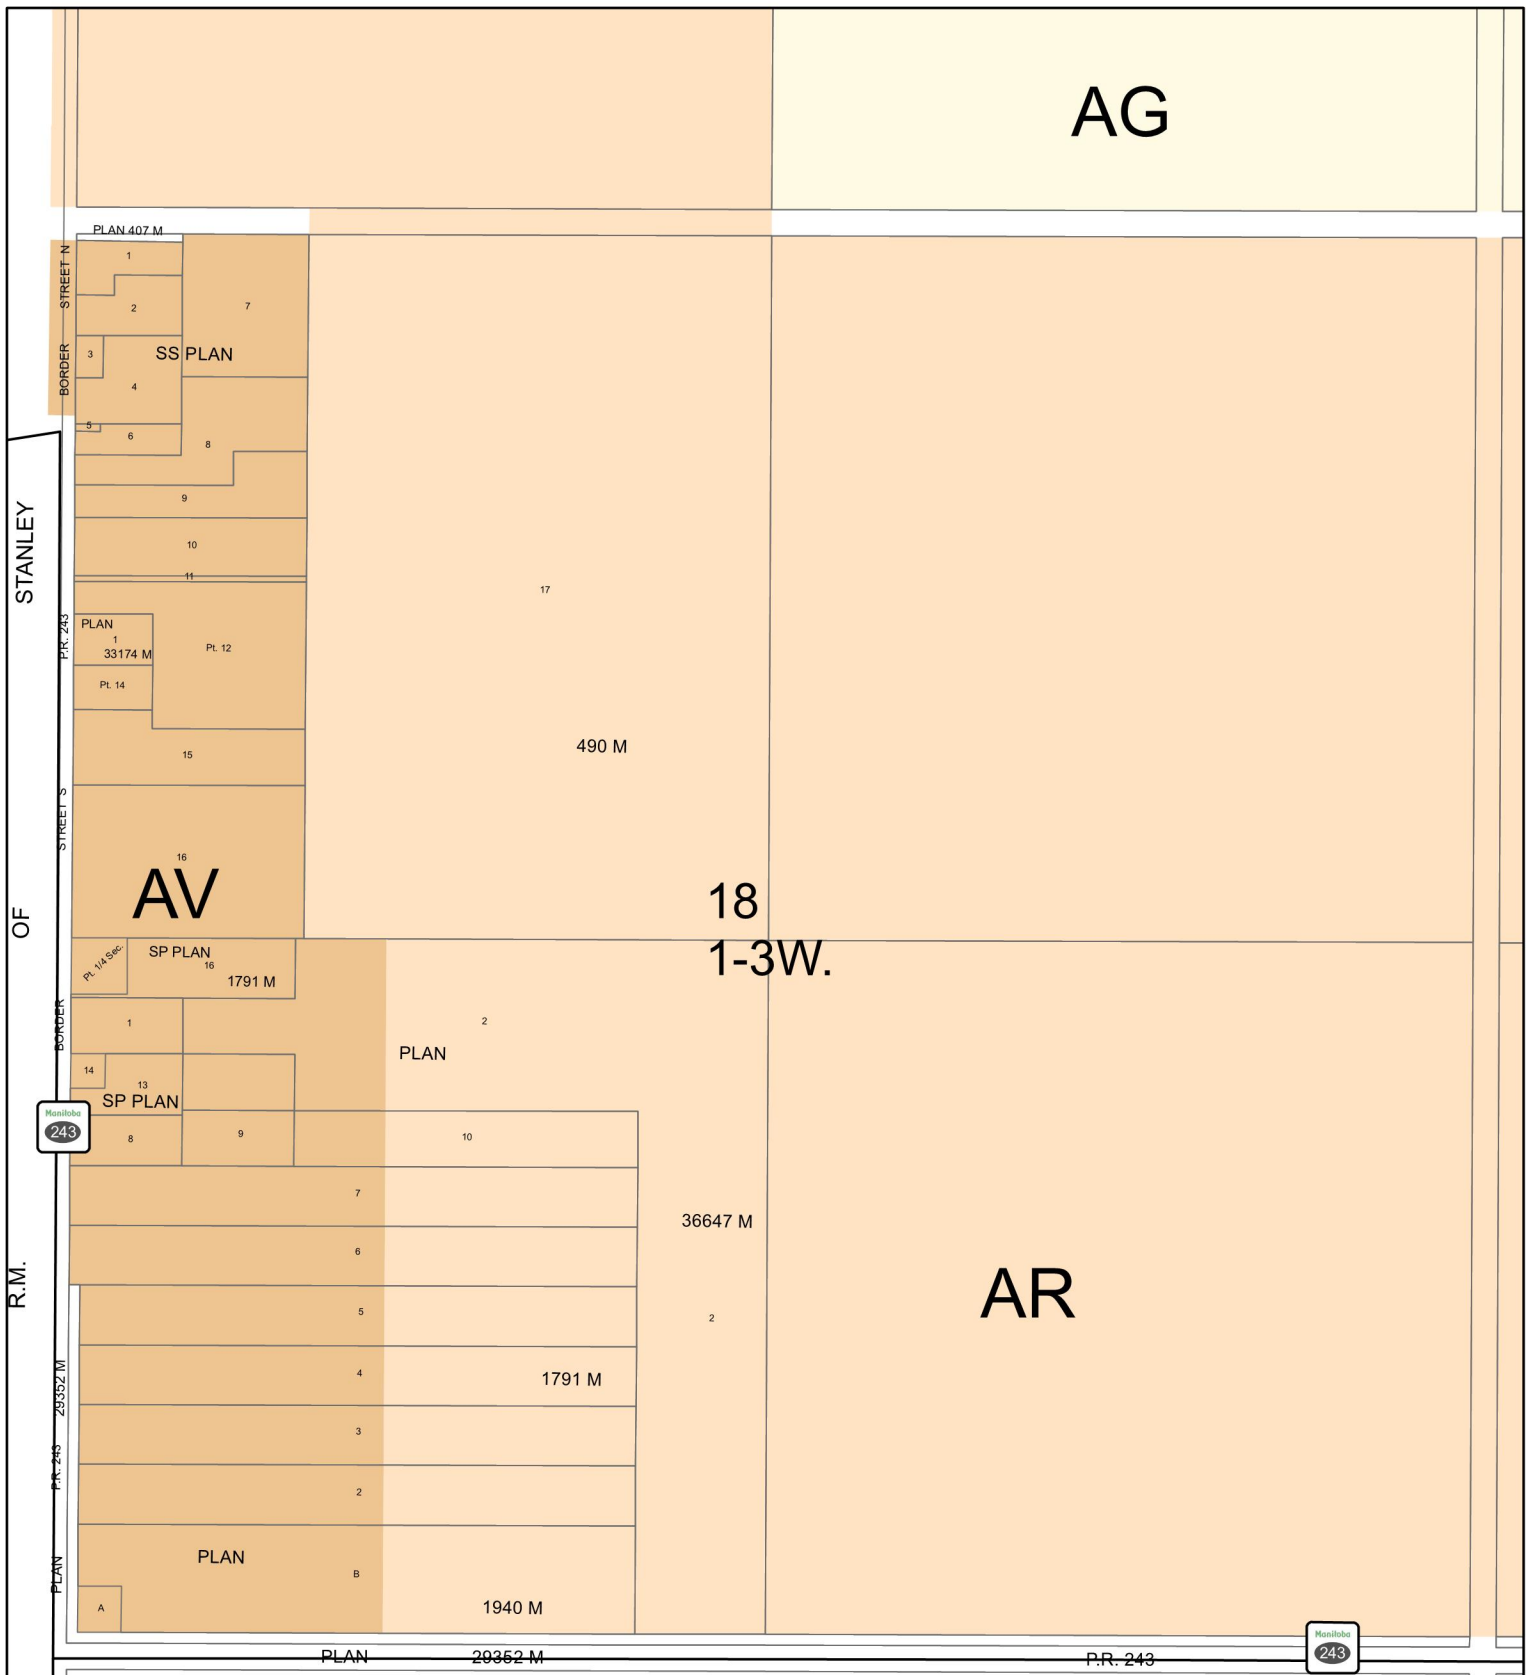 AG
PLAN 407 M
STREET N
1
2
7
BORDER
3
SS PLAN
4
5
6
8
9
STANLEY
10
11
17
P.R. 243
PLAN
1
33174 M
Pt. 12
Pt. 14
490 M
15
STREET S
16
AV
18
OF
1-3W.
Pt. 1/4 Sec.
SP PLAN
16
1791 M
BORDER
1
2
PLAN
14
13
SP PLAN
Manitoba
243
8
9
10
7
36647 M
6
R.M.
AR
5
2
29352 M
4
1791 M
3
P.R. 243
2
PLAN
PLAN
B
A
1940 M
Manitoba
243
PLAN 29352 M P.R. 243